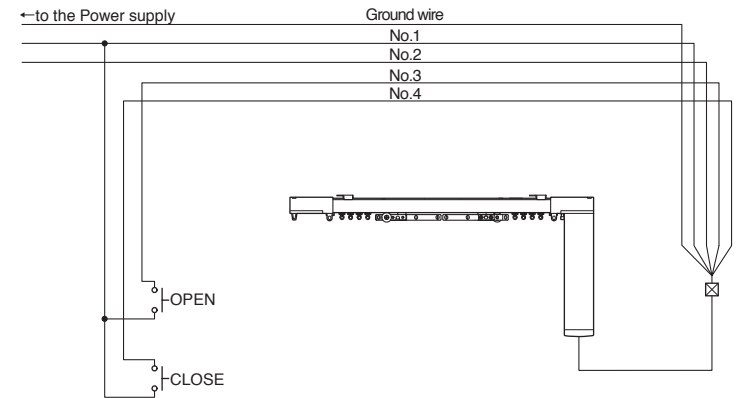 ←to the Power supply
Ground wire
No.1
No.2
No.3
No.4
OPEN
CLOSE